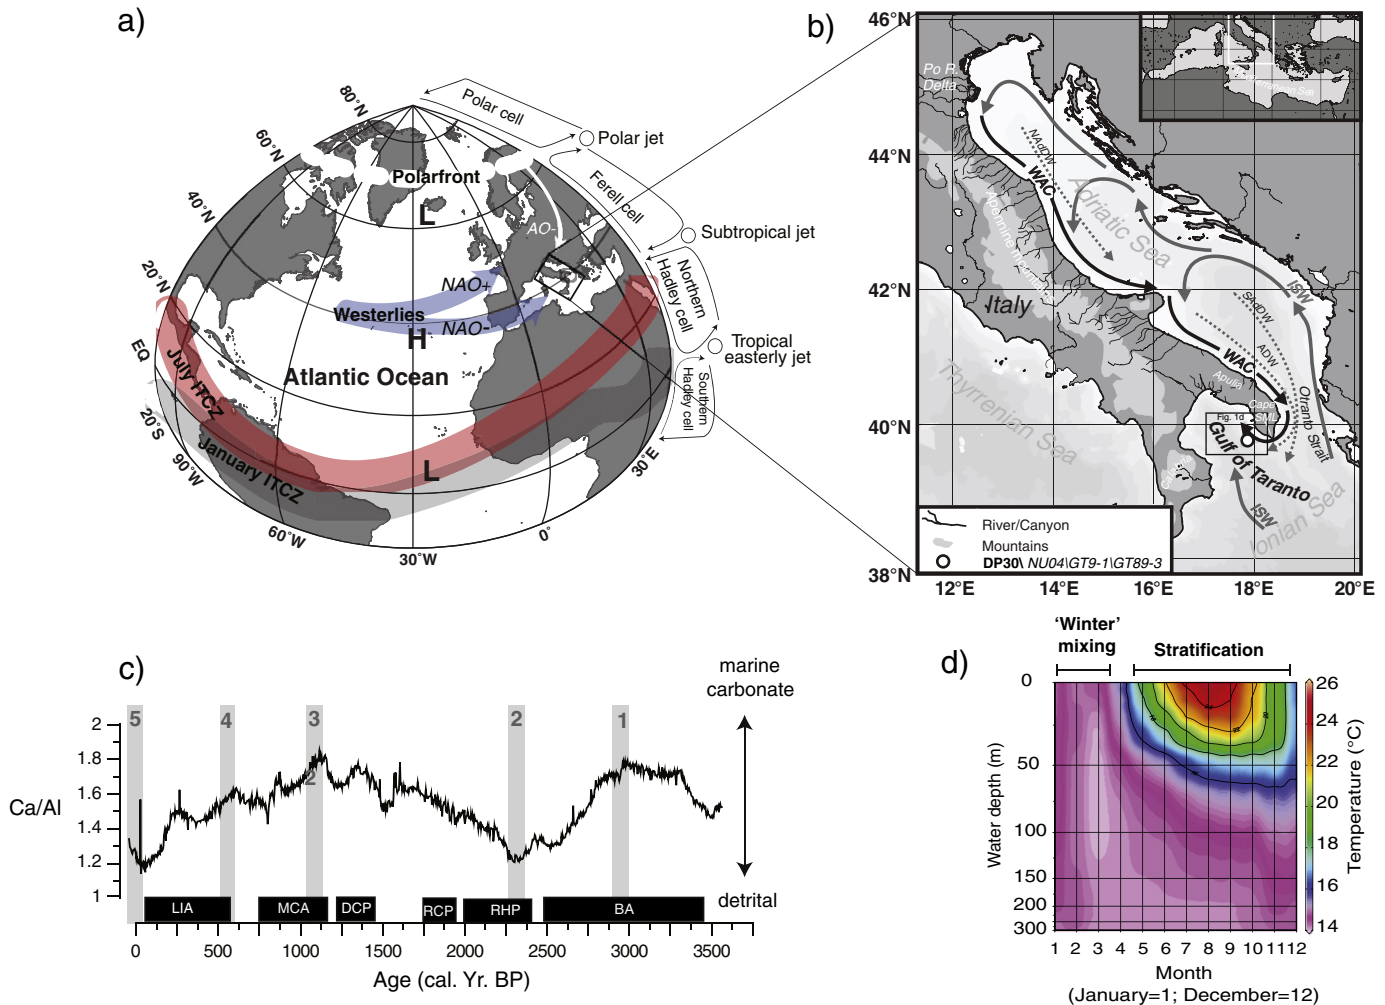 a)
80°N
60°N
40°N
20°N
EQ
20°S
90°W
60°W
30°W
0°
30°E
Polar cell
Polar jet
Ferell cell
Subtropical jet
Northern
Hadley cell
Tropical
easterly jet
Southern
Hadley cell
Polarfront
L
AO-
NAO+
Westerlies
NAO-
H
Atlantic Ocean
July ITCZ
January ITCZ
L
b)
46°N
44°N
42°N
40°N
38°N
12°E
14°E
16°E
18°E
20°E
Po R.
Delta
NAdDW
WAC
Adriatic Sea
Italy
ISW
SAdDW
ADW
WAC
Apulia
Cape
SML
Otranto Strait
Fig. 1d
Gulf of Taranto
Thyrrenian Sea
Calabria
ISW
Ionian Sea
River/Canyon
Mountains
DP30\ NU04\GT9-1\GT89-3
c)
marine
carbonate
detrital
5
4
3
2
1
2
2
1.8
1.6
1.4
1.2
1
Ca/Al
LIA
MCA
DCP
RCP
RHP
BA
0
500
1000
1500
2000
2500
3000
3500
Age (cal. Yr. BP)
d)
'Winter'
mixing
Stratification
0
50
100
150
200
300
Water depth (m)
1 2 3 4 5 6 7 8 9 10 11 12
Month
(January=1; December=12)
26
24
22
20
18
16
14
Temperature (°C)